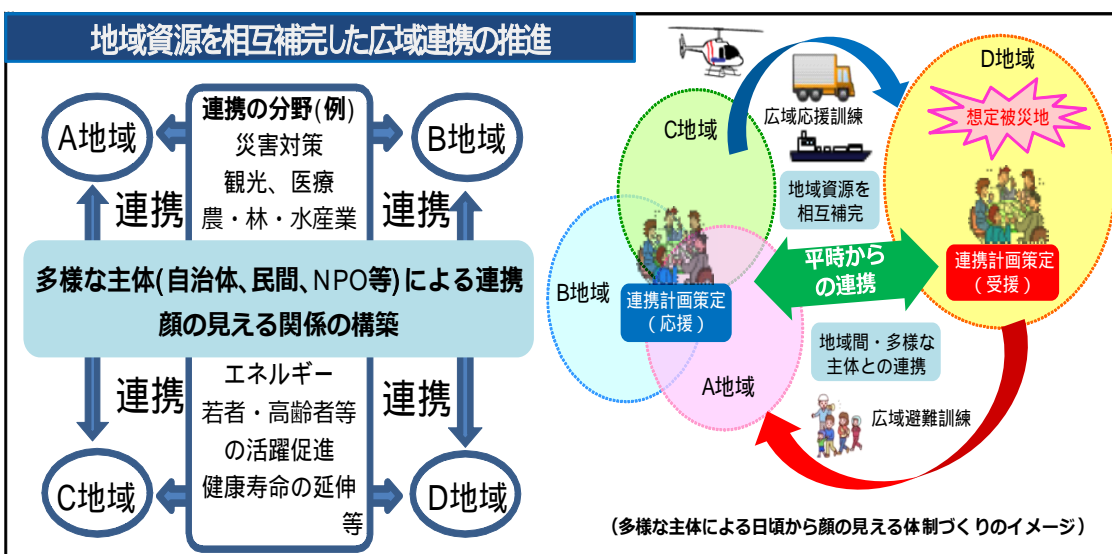 地域資源を相互補完した広域連携の推進
A地域
連携の分野(例)
災害対策
観光、医療
農・林・水産業
B地域
連携
連携
多様な主体(自治体、民間、NPO等)による連携
顔の見える関係の構築
連携
連携
エネルギー
若者・高齢者等
の活躍促進
健康寿命の延伸
等
C地域
D地域
C地域
広域応援訓練
D地域
想定被災地
地域資源を
相互補完
B地域
連携計画策定
(応援)
平時から
の連携
連携計画策定
(受援)
A地域
地域間・多様な
主体との連携
広域避難訓練
(多様な主体による日頃から顔の見える体制づくりのイメージ)